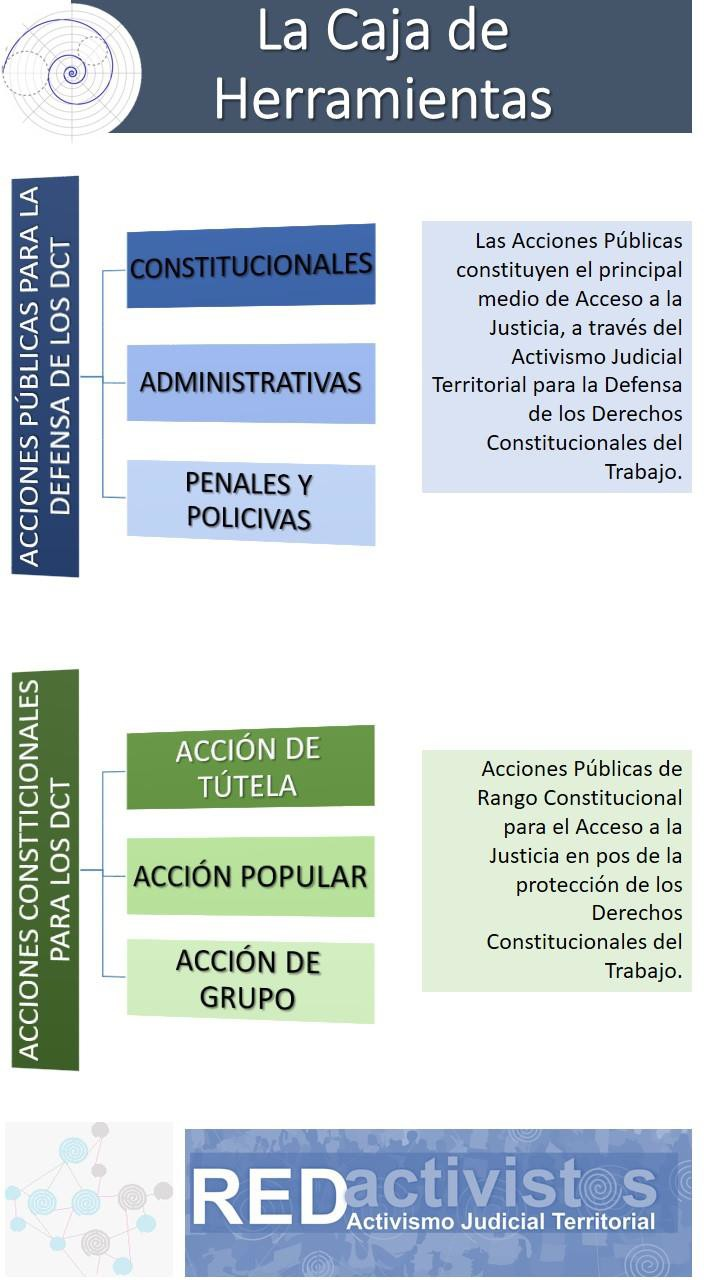 La Caja de
Herramientas
ACCIONES PÚBLICAS PARA LA
DEFENSA DE LOS DCT
CONSTITUCIONALES
ADMINISTRATIVAS
PENALES Y
POLICIVAS
Las Acciones Públicas
constituyen el principal
medio de Acceso a la
Justicia, a través del
Activismo Judicial
Territorial para la Defensa
de los Derechos
Constitucionales del
Trabajo.
ACCIONES CONSTTICIONALES
PARA LOS DCT
ACCIÓN DE
TÚTELA
ACCIÓN POPULAR
ACCIÓN DE
GRUPO
Acciones Públicas de
Rango Constitucional
para el Acceso a la
Justicia en pos de la
protección de los
Derechos
Constitucionales del
Trabajo.
REDactivistos
Activismo Judicial Territorial